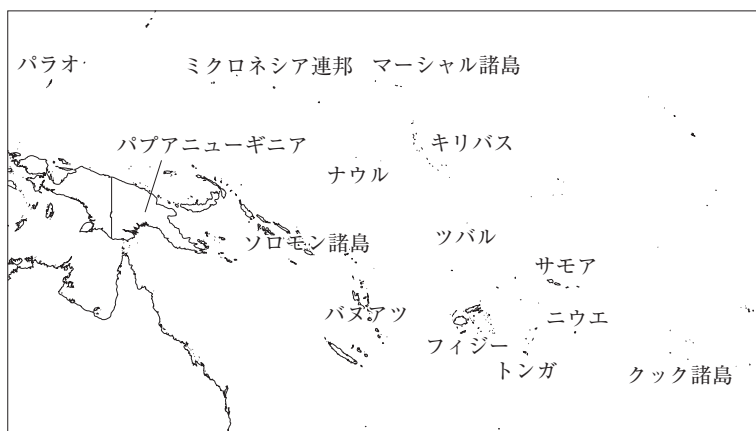 パラオ
ミクロネシア連邦
マーシャル諸島
パプアニューギニア
キリバス
ナウル
ソロモン諸島
ツバル
サモア
バヌアツ
ニウエ
フィジー
トンガ
クック諸島